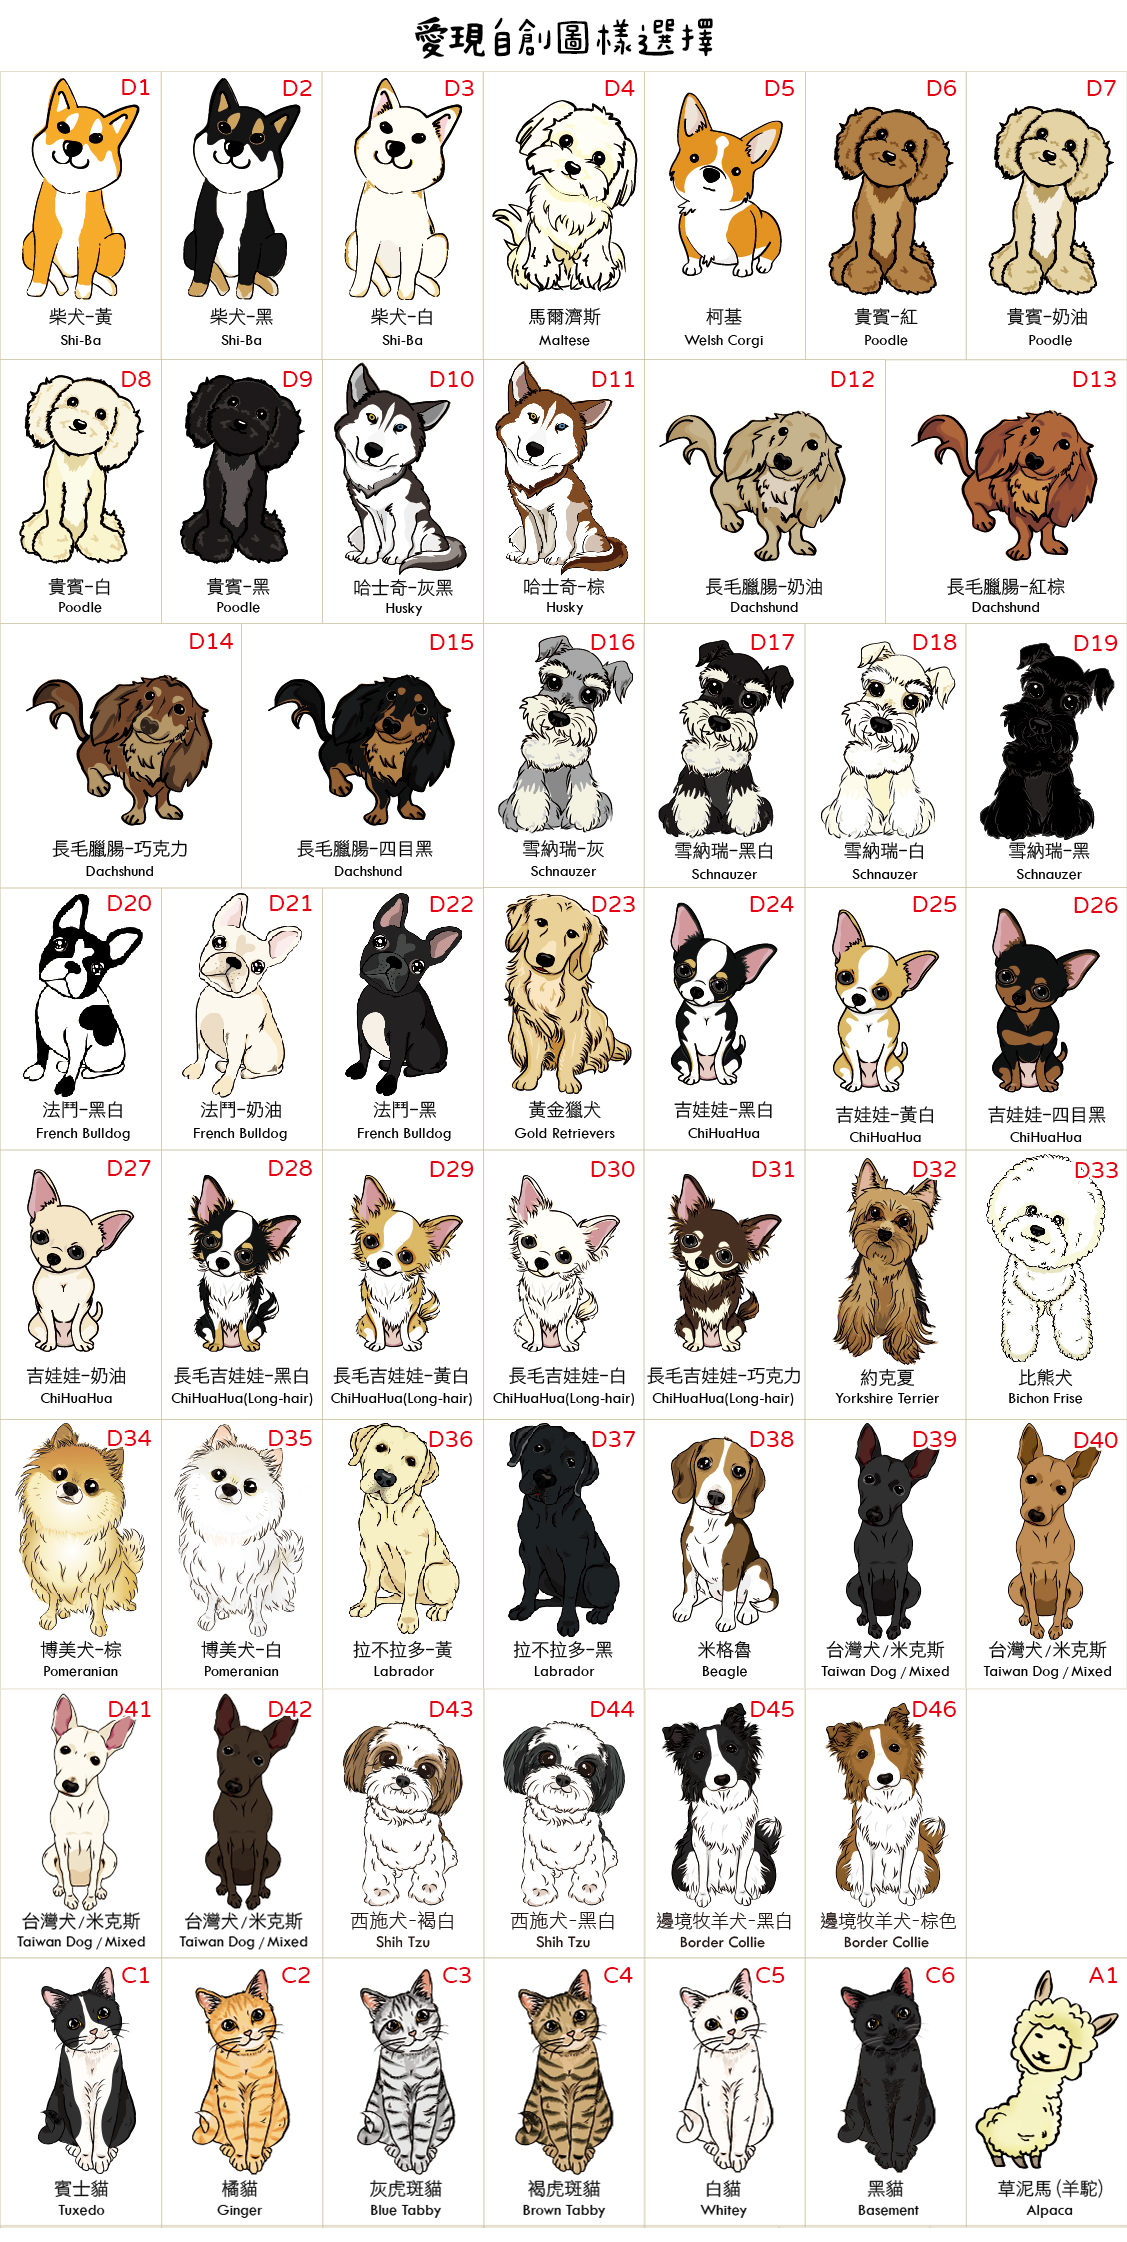 愛現自創圖樣選擇
D1
D2
D3
D4
D5
D6
D7
柴犬-黃
柴犬-黑
柴犬-白
馬爾濟斯
柯基
貴賓-紅
貴賓-奶油
Shi-Ba
Shi-Ba
Shi-Ba
Maltese
Welsh Corgi
Poodle
Poodle
D8
D9
D10
D11
D12
D13
貴賓-白
貴賓-黑
哈士奇-灰黑
哈士奇-棕
長毛臘腸-奶油
長毛臘腸-紅棕
Poodle
Poodle
Husky
Husky
Dachshund
Dachshund
D14
D15
D16
D17
D18
D19
長毛臘腸-巧克力
長毛臘腸-四目黑
雪納瑞-灰
雪納瑞-黑白
雪納瑞-白
雪納瑞-黑
Dachshund
Dachshund
Schnauzer
Schnauzer
Schnauzer
Schnauzer
D20
D21
D22
D23
D24
D25
D26
法鬥-黑白
法鬥-奶油
法鬥-黑
黃金獵犬
吉娃娃-黑白
吉娃娃-黃白
吉娃娃-四目黑
French Bulldog
French Bulldog
French Bulldog
Gold Retrievers
ChiHuaHua
ChiHuaHua
ChiHuaHua
D27
D28
D29
D30
D31
D32
D33
吉娃娃-奶油
長毛吉娃娃-黑白
長毛吉娃娃-黃白
長毛吉娃娃-白
長毛吉娃娃-巧克力
約克夏
比熊犬
ChiHuaHua
ChiHuaHua(Long-hair)
ChiHuaHua(Long-hair)
ChiHuaHua(Long-hair)
ChiHuaHua(Long-hair)
Yorkshire Terrier
Bichon Frise
D34
D35
D36
D37
D38
D39
D40
博美犬-棕
博美犬-白
拉不拉多-黃
拉不拉多-黑
米格魯
台灣犬/米克斯
台灣犬/米克斯
Pomeranian
Pomeranian
Labrador
Labrador
Beagle
Taiwan Dog / Mixed
Taiwan Dog / Mixed
D41
D42
D43
D44
D45
D46
台灣犬/米克斯
台灣犬/米克斯
西施犬-褐白
西施犬-黑白
邊境牧羊犬-黑白
邊境牧羊犬-棕色
Taiwan Dog / Mixed
Taiwan Dog / Mixed
Shih Tzu
Shih Tzu
Border Collie
Border Collie
C1
C2
C3
C4
C5
C6
A1
賓士貓
橘貓
灰虎斑貓
褐虎斑貓
白貓
黑貓
草泥馬(羊駝)
Tuxedo
Ginger
Blue Tabby
Brown Tabby
Whitey
Basement
Alpaca